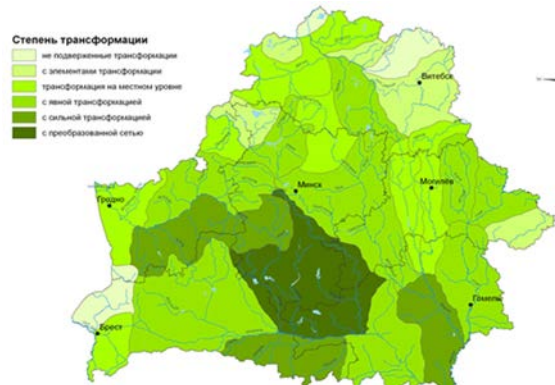 Степень трансформации
не подверженные трансформации
с элементами трансформации
трансформация на местном уровне
с явной трансформацией
с сильной трансформацией
с преобразованной сетью
Витебск
Минск
Могилёв
Гродно
Гомель
Брест